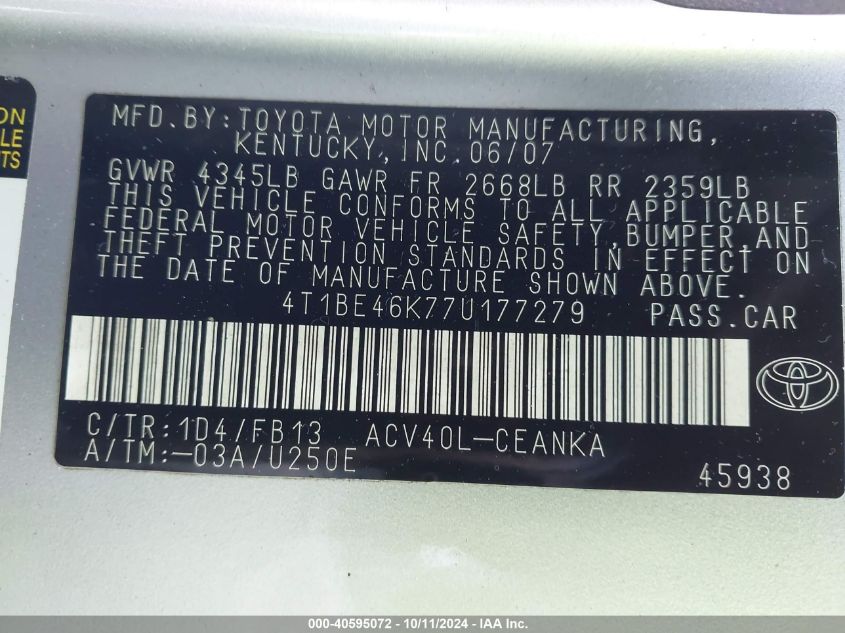 ON
LE
NTS
MFD.BY:TOYOTA MOTOR MANUFACTURING,
KENTUCKY,INC.06/07
GVWR 4345LB GAWR FR 2668LB RR 2359LB
THIS VEHICLE CONFORMS TO ALL APPLICABLE
FEDERAL MOTOR VEHICLE SAFETY,BUMPER,AND
THEFT PREVENTION STANDARDS IN EFFECT ON
THE DATE OF MANUFACTURE SHOWN ABOVE.
4T1BE46K77U177279 PASS.CAR
C/TR:1D4/FB13 ACV40L-CEANKA
A/TM:-03A/U250E 45938
000-40595072 - 10/11/2024 - IAA Inc.